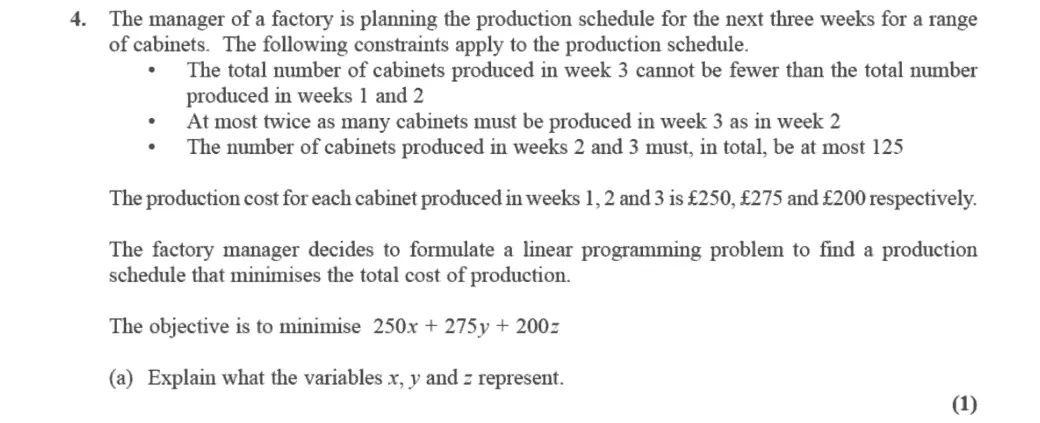 4. The manager of a factory is planning the production schedule for the next three weeks for a range
of cabinets. The following constraints apply to the production schedule.
• The total number of cabinets produced in week 3 cannot be fewer than the total number
produced in weeks 1 and 2
• At most twice as many cabinets must be produced in week 3 as in week 2
• The number of cabinets produced in weeks 2 and 3 must, in total, be at most 125
The production cost for each cabinet produced in weeks 1, 2 and 3 is £250, £275 and £200 respectively.
The factory manager decides to formulate a linear programming problem to find a production
schedule that minimises the total cost of production.
The objective is to minimise 250x + 275y + 200z
(a) Explain what the variables x, y and z represent.
(1)